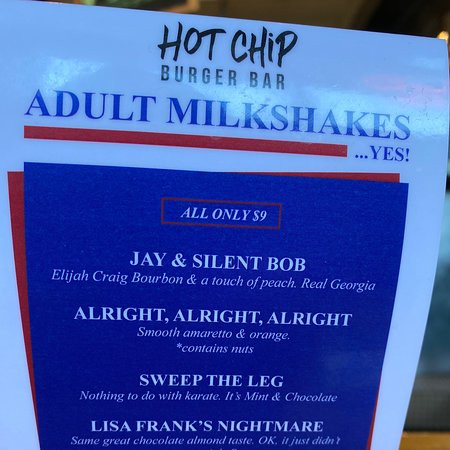 HOT CHiP
BURGER BAR
ADULT MILKSHAKES
...YES!
ALL ONLY $9
JAY & SILENT BOB
Elijah Craig Bourbon & a touch of peach. Real Georgia
ALRIGHT, ALRIGHT, ALRIGHT
Smooth amaretto & orange.
*contains nuts
SWEEP THE LEG
Nothing to do with karate. It's Mint & Chocolate
LISA FRANK'S NIGHTMARE
Same great chocolate almond taste. OK, it just didn't